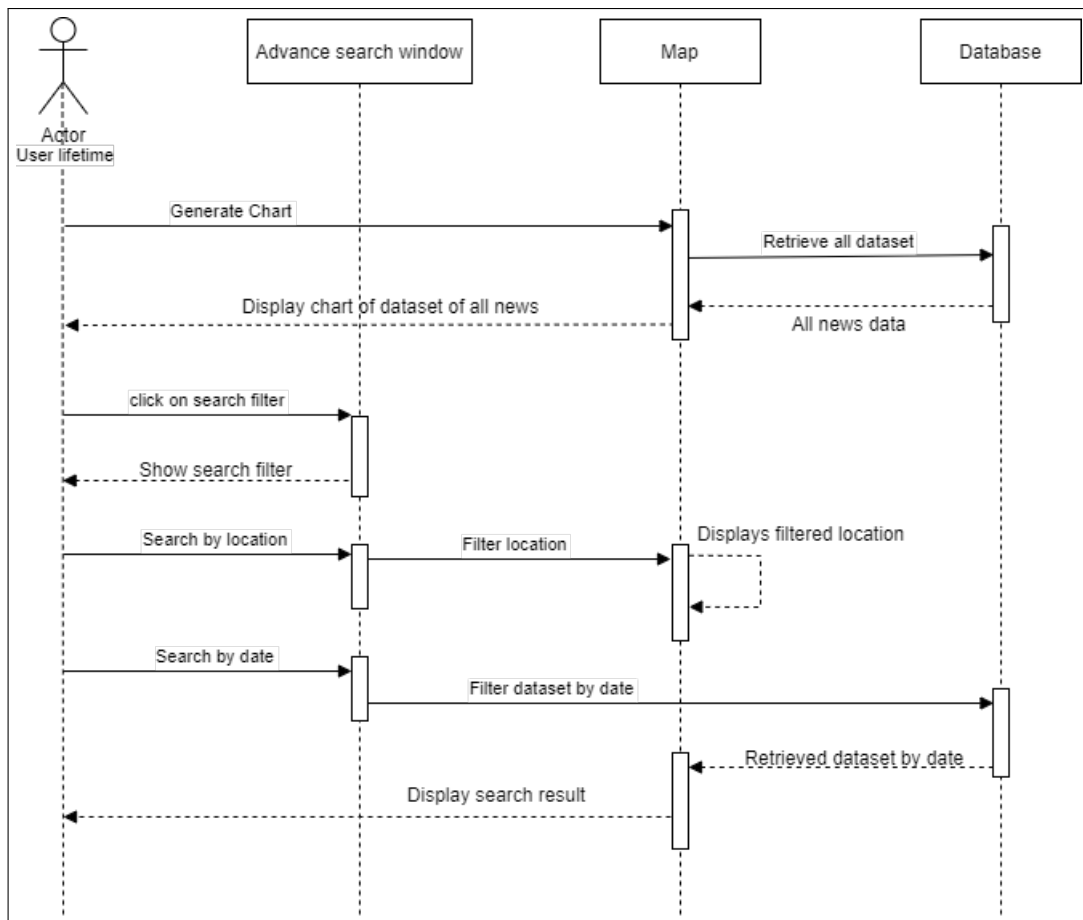 Advance search window
Map
Database
Actor
User lifetime
Generate Chart
Retrieve all dataset
Display chart of dataset of all news
All news data
click on search filter
Show search filter
Search by location
Filter location
Displays filtered location
Search by date
Filter dataset by date
Retrieved dataset by date
Display search result